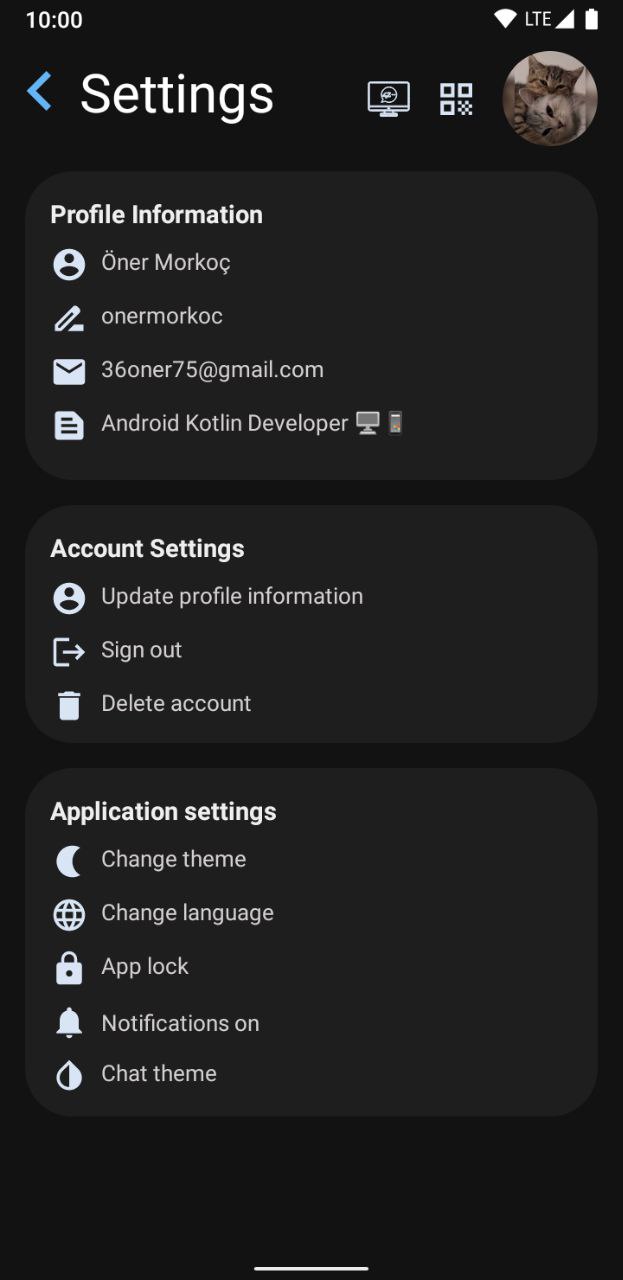 10:00
LTE
Settings
Profile Information
Öner Morkoç
onermorkoc
36oner75@gmail.com
Android Kotlin Developer 🖥️📱
Account Settings
Update profile information
Sign out
Delete account
Application settings
Change theme
Change language
App lock
Notifications on
Chat theme